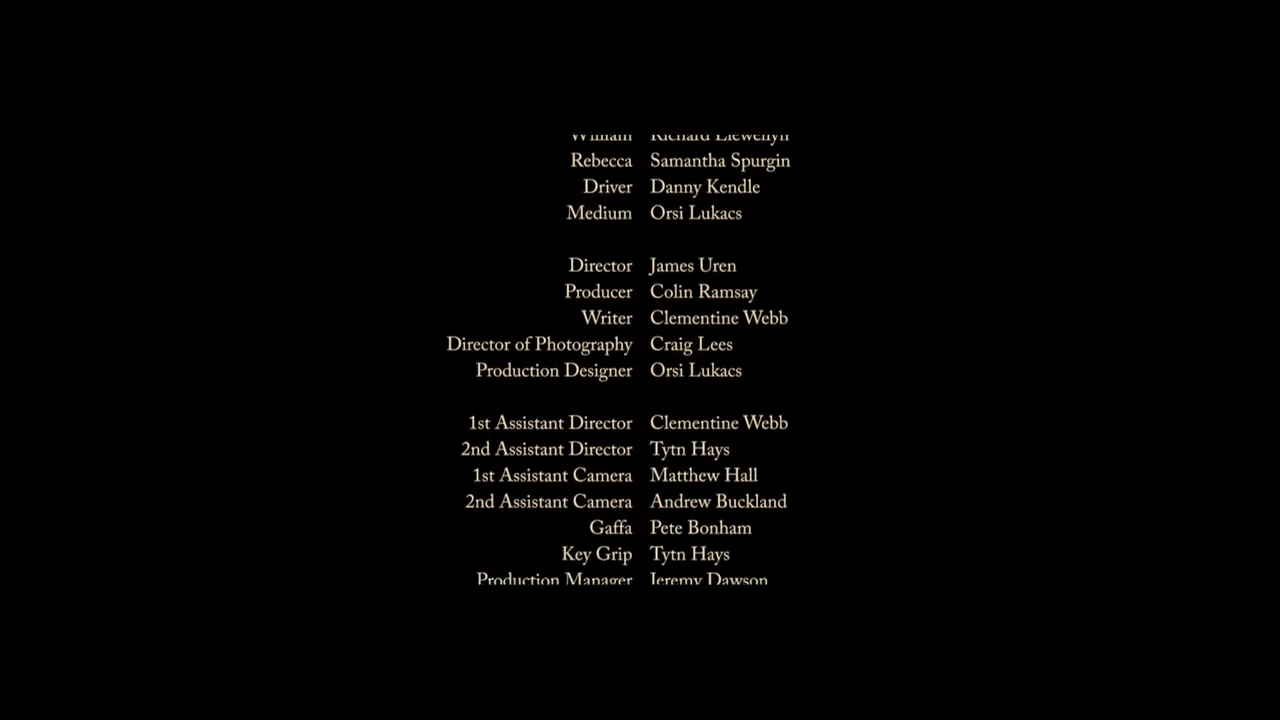 William Richard Llewellyn
Rebecca Samantha Spurgin
Driver Danny Kendle
Medium Orsi Lukacs
Director James Uren
Producer Colin Ramsay
Writer Clementine Webb
Director of Photography Craig Lees
Production Designer Orsi Lukacs
1st Assistant Director Clementine Webb
2nd Assistant Director Tytn Hays
1st Assistant Camera Matthew Hall
2nd Assistant Camera Andrew Buckland
Gaffa Pete Bonham
Key Grip Tytn Hays
Production Manager Jeremy Dawson